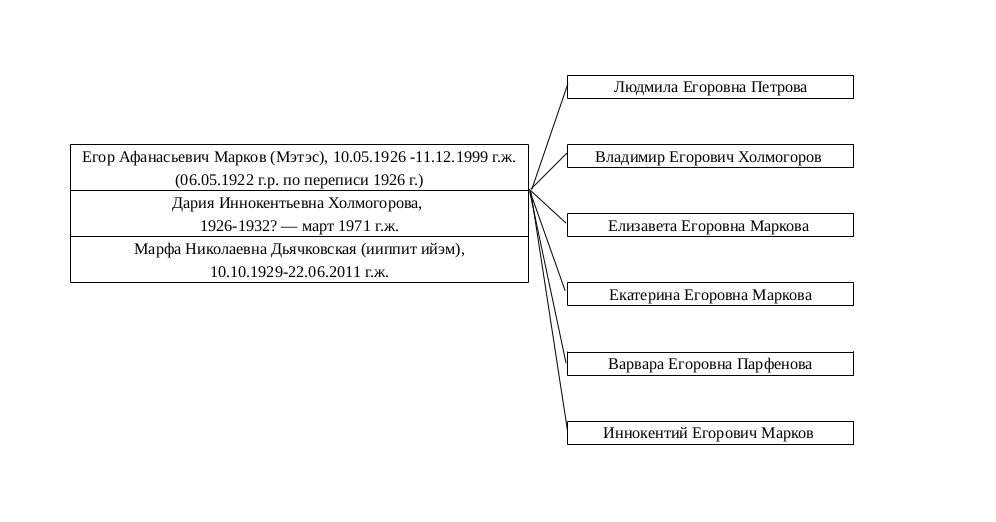 Людмила Егоровна Петрова
Егор Афанасьевич Марков (Мэтэс), 10.05.1926 -11.12.1999 г.ж.
(06.05.1922 г.р. по переписи 1926 г.)
Дария Иннокентьевна Холмогорова,
1926-1932? — март 1971 г.ж.
Марфа Николаевна Дьячковская (ииппит ийэм),
10.10.1929-22.06.2011 г.ж.
Владимир Егорович Холмогоров
Елизавета Егоровна Маркова
Екатерина Егоровна Маркова
Варвара Егоровна Парфенова
Иннокентий Егорович Марков